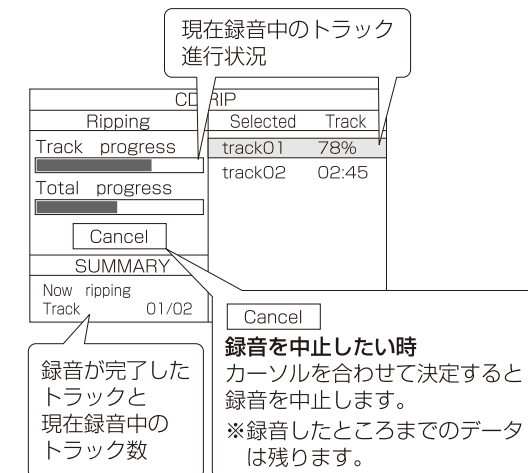 現在録音中のトラック
進行状況
CD RIP
Ripping
Selected Track
Track progress
track01 78%
track02 02:45
Total progress
Cancel
SUMMARY
Now ripping
Track 01/02
録音が完了した
トラックと
現在録音中の
トラック数
Cancel
録音を中止したい時
カーソルを合わせて決定すると
録音を中止します。
※録音したところまでのデータ
は残ります。